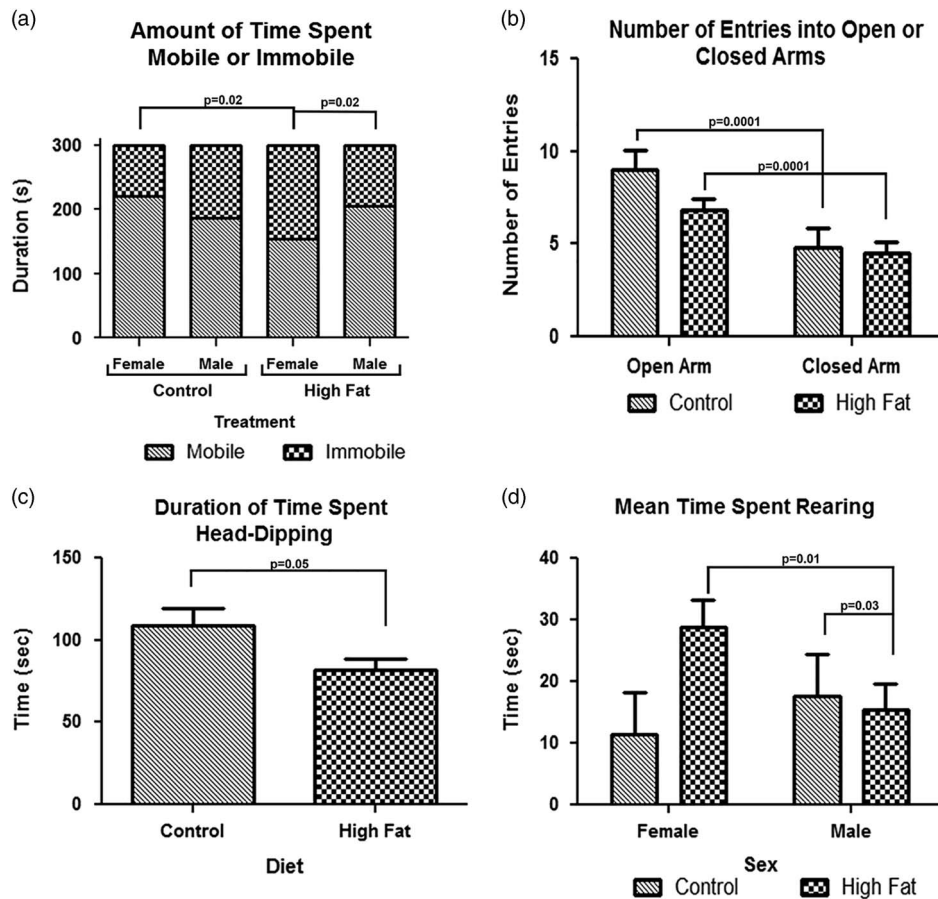 (a)
Amount of Time Spent
Mobile or Immobile
p=0.02
p=0.02
300
200
100
0
Duration (s)
Female Male Female Male
Control High Fat
Treatment
Mobile Immobile
(b)
Number of Entries into Open or
Closed Arms
15
10
5
0
Number of Entries
p=0.0001
p=0.0001
Open Arm Closed Arm
Control High Fat
(c)
Duration of Time Spent
Head-Dipping
150
100
50
0
Time (sec)
p=0.05
Control High Fat
Diet
(d)
Mean Time Spent Rearing
40
30
20
10
0
Time (sec)
p=0.01
p=0.03
Female Male
Sex
Control High Fat